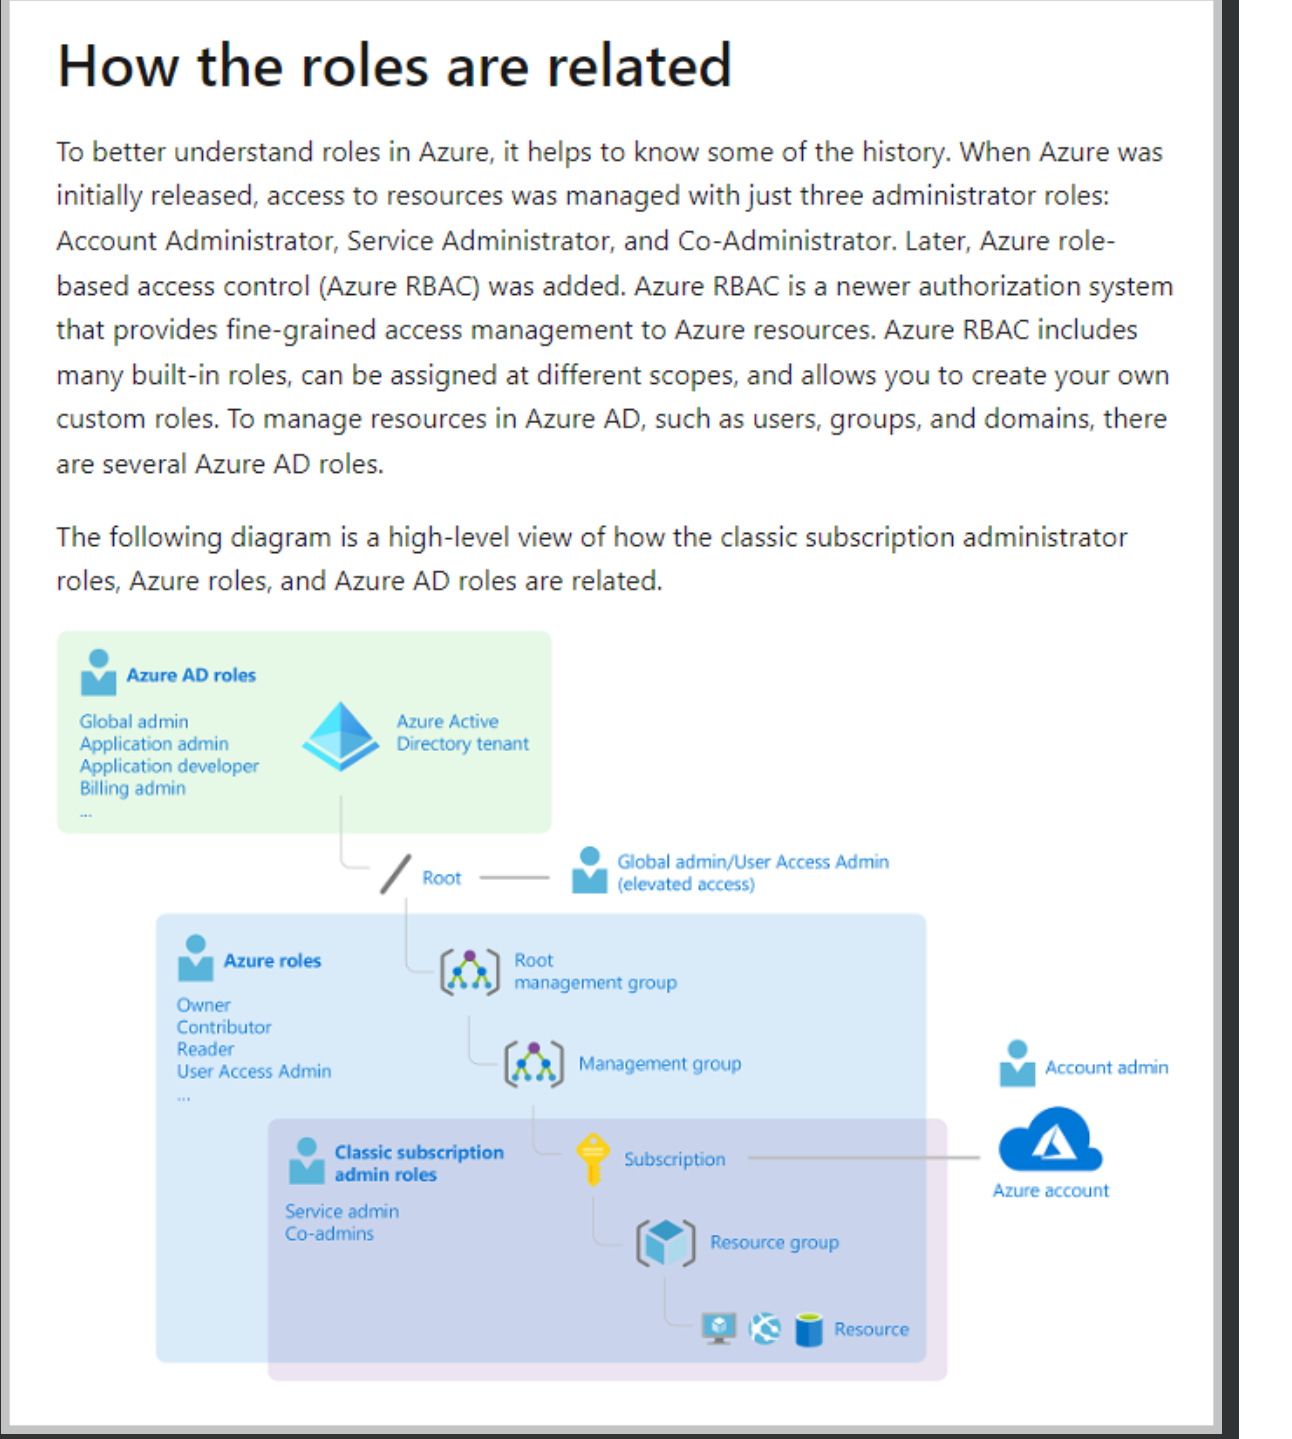 How the roles are related
To better understand roles in Azure, it helps to know some of the history. When Azure was
initially released, access to resources was managed with just three administrator roles:
Account Administrator, Service Administrator, and Co-Administrator. Later, Azure role-
based access control (Azure RBAC) was added. Azure RBAC is a newer authorization system
that provides fine-grained access management to Azure resources. Azure RBAC includes
many built-in roles, can be assigned at different scopes, and allows you to create your own
custom roles. To manage resources in Azure AD, such as users, groups, and domains, there
are several Azure AD roles.
The following diagram is a high-level view of how the classic subscription administrator
roles, Azure roles, and Azure AD roles are related.
Azure AD roles
Global admin
Application admin
Application developer
Billing admin
...
Azure Active
Directory tenant
Root
Global admin/User Access Admin
(elevated access)
Azure roles
Owner
Contributor
Reader
User Access Admin
...
Root
management group
Management group
Account admin
Classic subscription
admin roles
Service admin
Co-admins
Subscription
Azure account
Resource group
Resource